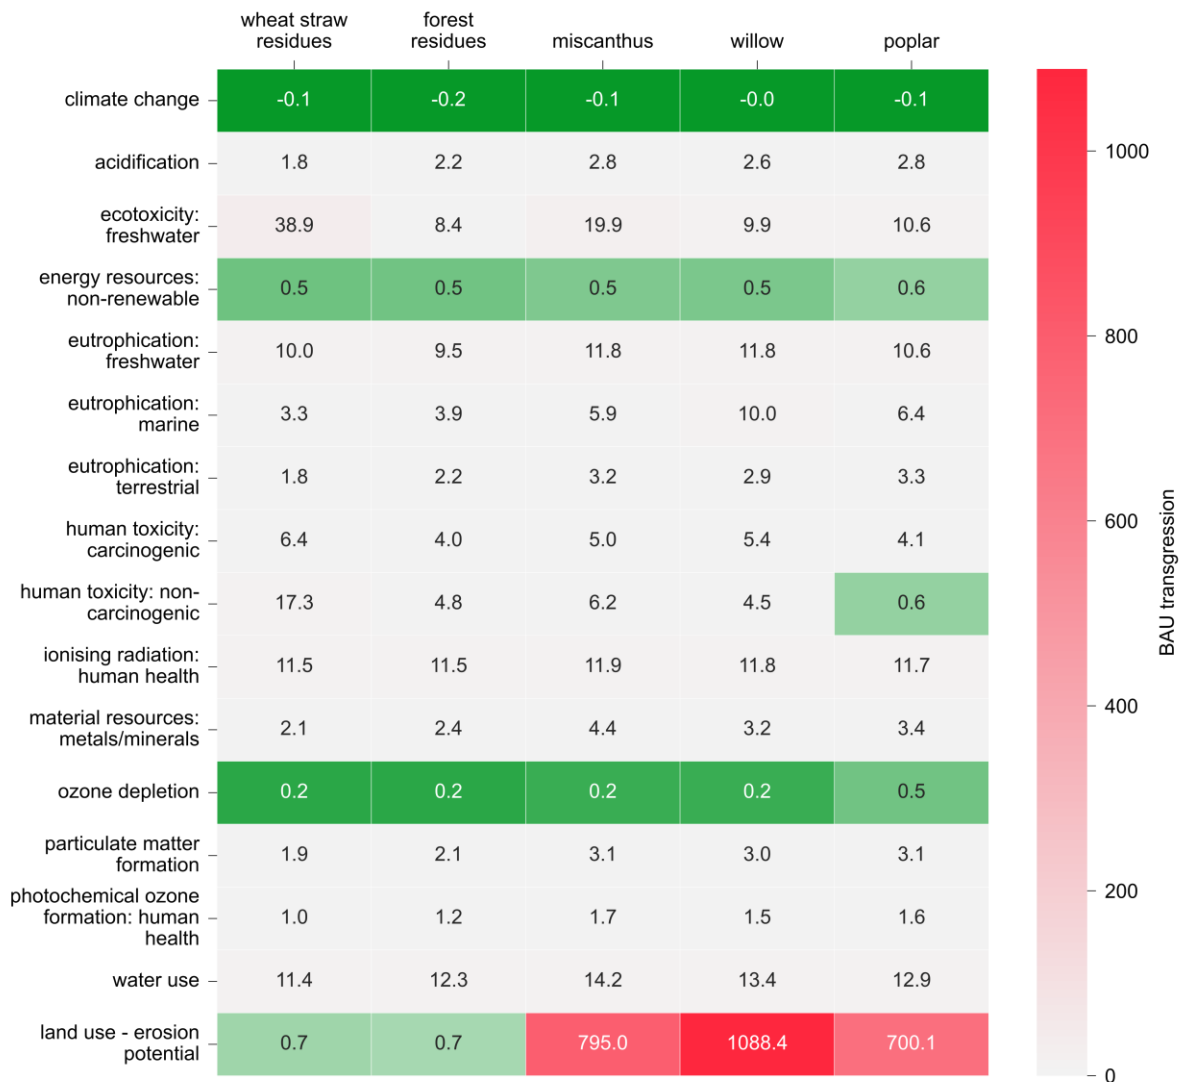 wheat straw
residues
forest
residues
miscanthus
willow
poplar
climate change
-0.1 -0.2 -0.1 -0.0 -0.1
acidification
1.8 2.2 2.8 2.6 2.8
ecotoxicity:
freshwater
38.9 8.4 19.9 9.9 10.6
energy resources:
non-renewable
0.5 0.5 0.5 0.5 0.6
eutrophication:
freshwater
10.0 9.5 11.8 11.8 10.6
eutrophication:
marine
3.3 3.9 5.9 10.0 6.4
eutrophication:
terrestrial
1.8 2.2 3.2 2.9 3.3
human toxicity:
carcinogenic
6.4 4.0 5.0 5.4 4.1
human toxicity: non-
carcinogenic
17.3 4.8 6.2 4.5 0.6
ionising radiation:
human health
11.5 11.5 11.9 11.8 11.7
material resources:
metals/minerals
2.1 2.4 4.4 3.2 3.4
ozone depletion
0.2 0.2 0.2 0.2 0.5
particulate matter
formation
1.9 2.1 3.1 3.0 3.1
photochemical ozone
formation: human
health
1.0 1.2 1.7 1.5 1.6
water use
11.4 12.3 14.2 13.4 12.9
land use - erosion
potential
0.7 0.7 795.0 1088.4 700.1
1000
800
600
400
200
0
BAU transgression